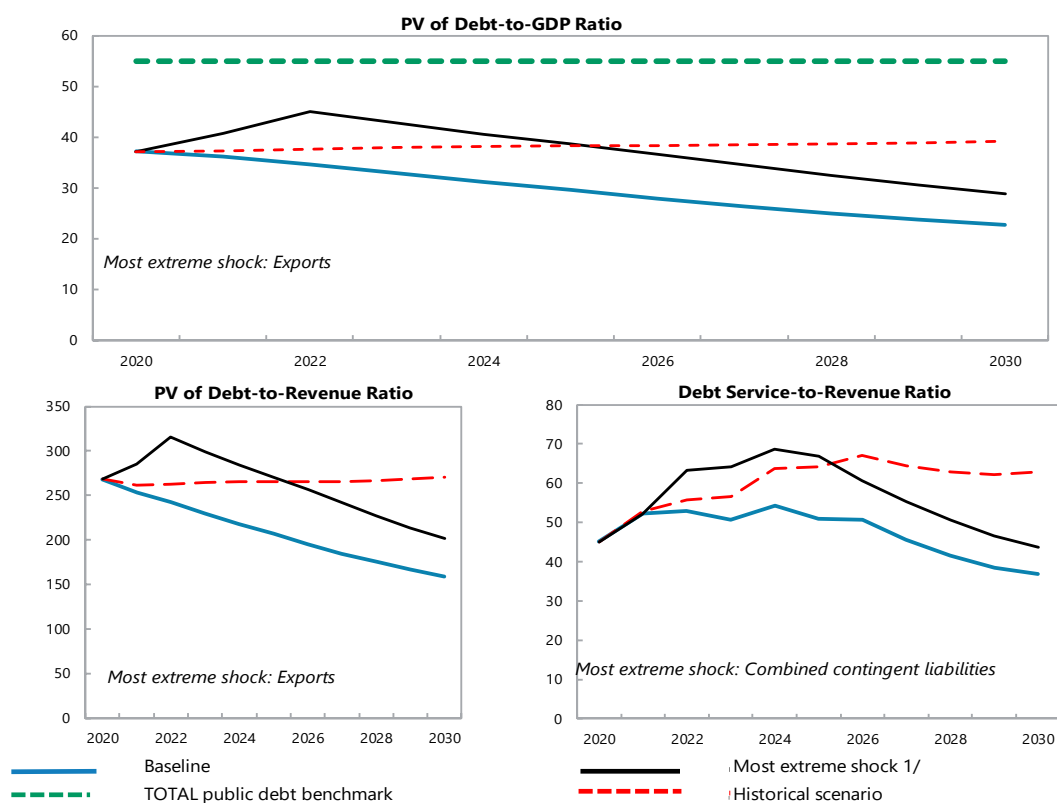 PV of Debt-to-GDP Ratio
60
50
40
30
20
10
0
Most extreme shock: Exports
2020 2022 2024 2026 2028 2030
PV of Debt-to-Revenue Ratio
350
300
250
200
150
100
50
0
Most extreme shock: Exports
2020 2022 2024 2026 2028 2030
Debt Service-to-Revenue Ratio
80
70
60
50
40
30
20
10
0
Most extreme shock: Combined contingent liabilities
2020 2022 2024 2026 2028 2030
Baseline
TOTAL public debt benchmark
Most extreme shock 1/
Historical scenario